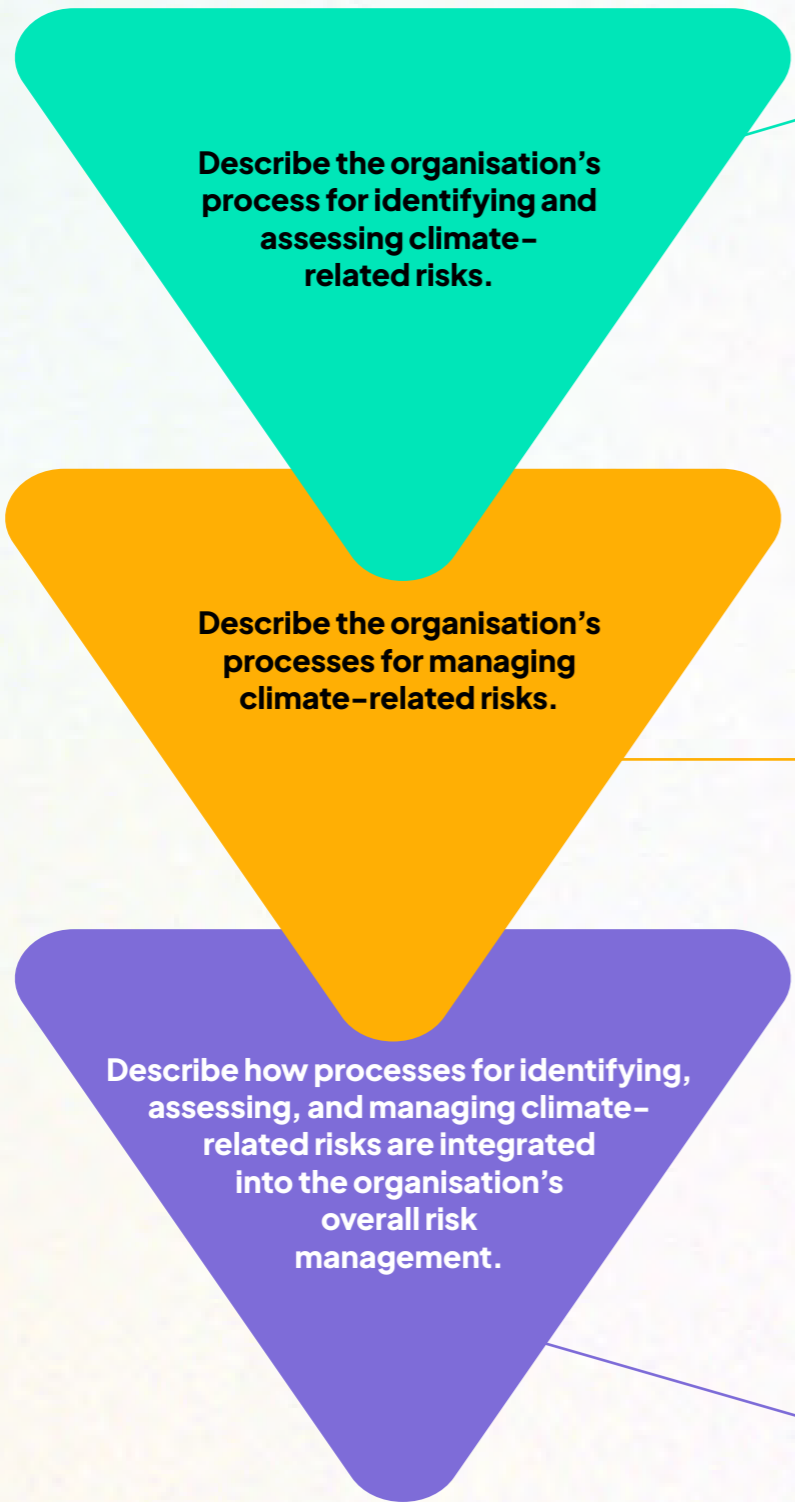 Describe the organisation’s
process for identifying and
assessing climate-
related risks.
Describe the organisation’s
processes for managing
climate-related risks.
Describe how processes for identifying,
assessing, and managing climate-
related risks are integrated
into the organisation’s
overall risk
management.